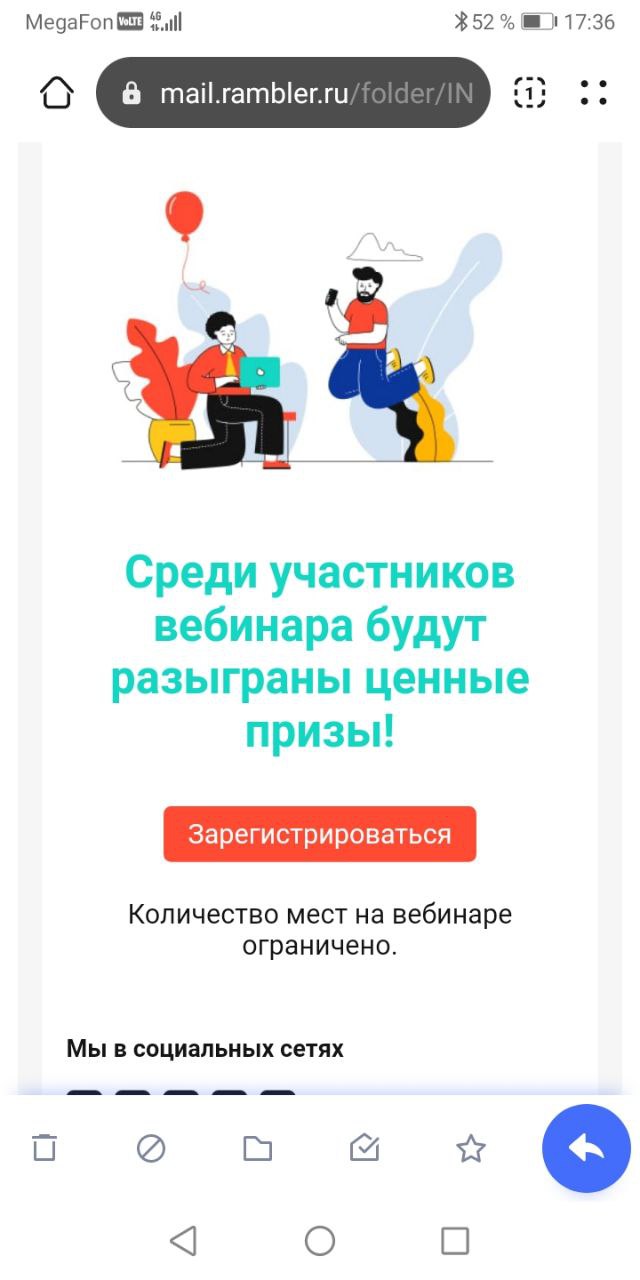 MegaFon VoLTE 4G 52 % 17:36
mail.rambler.ru/folder/IN
1
Среди участников
вебинара будут
разыграны ценные
призы!
Зарегистрироваться
Количество мест на вебинаре
ограничено.
Мы в социальных сетях